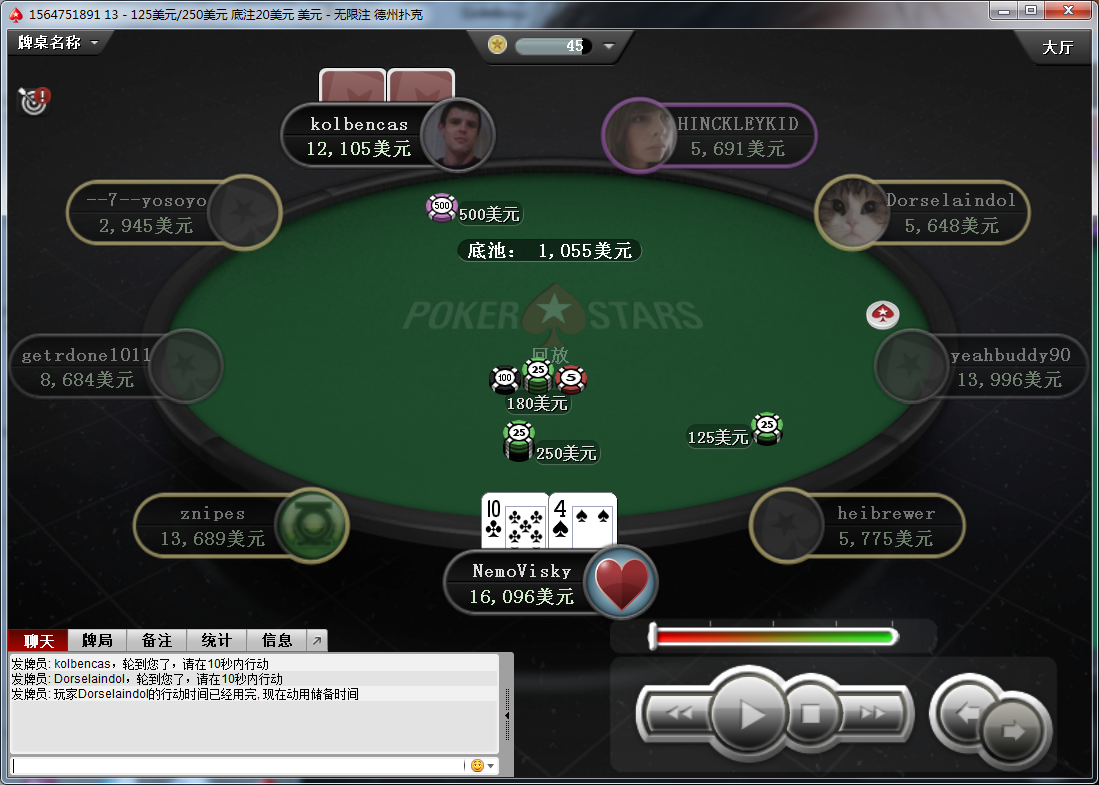 1564751891 13 - 125美元/250美元 底注20美元 美元 - 无限注 德州扑克
牌桌名称
45
大厅
kolbencas
12,105美元
HINCKLEYKID
5,691美元
--7--yosoyo
2,945美元
Dorselaindol
5,648美元
500
500美元
底池: 1,055美元
POKER STARS
回放
getrdone1011
8,684美元
yeahbuddy90
13,996美元
100
25
5
180美元
25
250美元
125美元
25
10
4
znipes
13,689美元
heibrewer
5,775美元
NemoVisky
16,096美元
聊天
牌局
备注
统计
信息
发牌员: kolbencas，轮到您了，请在10秒内行动
发牌员: Dorselaindol，轮到您了，请在10秒内行动
发牌员: 玩家Dorselaindol的行动时间已经用完, 现在动用储备时间